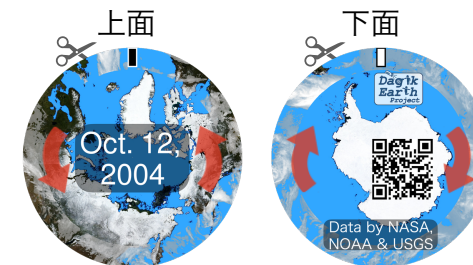 上面
下面
Oct. 12,
2004
Dagik
Earth
Project
Data by NASA,
NOAA & USGS